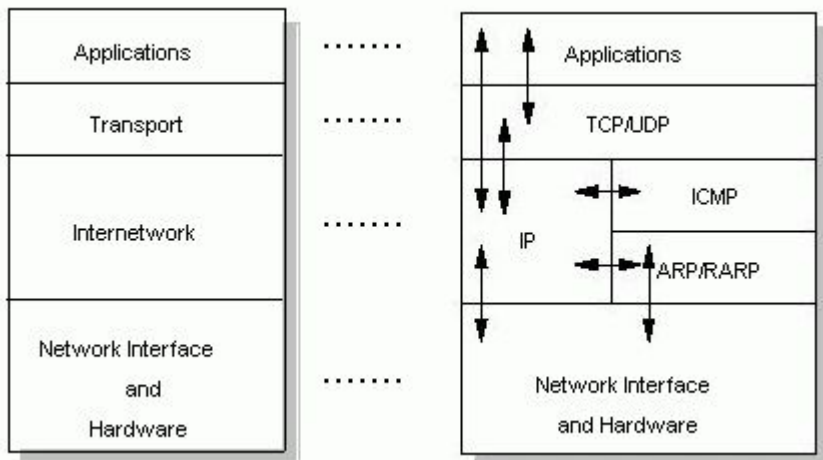 Applications
Transport
Internetwork
Network Interface
and
Hardware
Applications
TCP/UDP
ICMP
IP
ARP/RARP
Network Interface
and Hardware